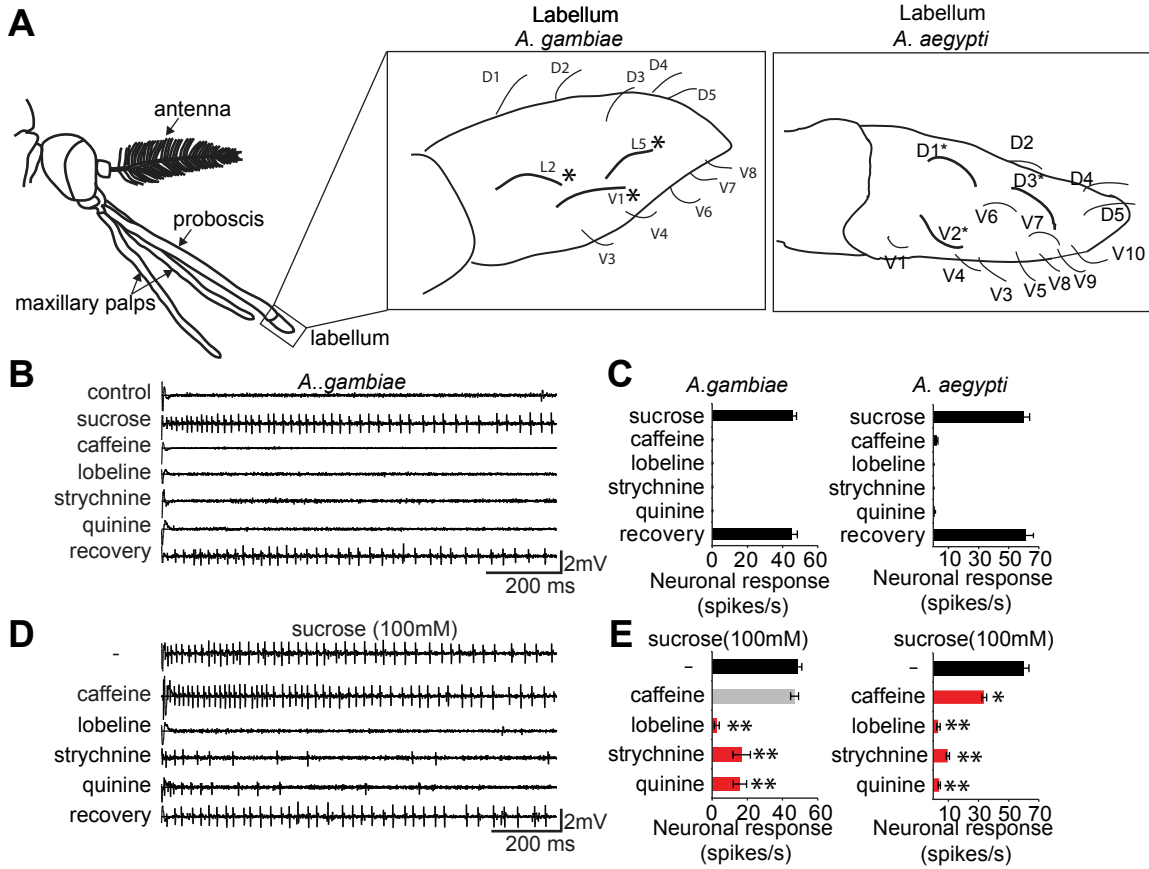 A
Labellum
A. gambiae
Labellum
A. aegypti
antenna
proboscis
maxillary palps
labellum
D1
D2
D3
D4
D5
L2 *
L5 *
V1 *
V8
V7
V6
V4
V3
D1*
D2
D3*
D4
D5
V6
V7
V2*
V1
V4
V3
V5
V8
V9
V10
B
A..gambiae
control
sucrose
caffeine
lobeline
strychnine
quinine
recovery
2mV
200 ms
C
A.gambiae
sucrose
caffeine
lobeline
strychnine
quinine
recovery
0 20 40 60
Neuronal response
(spikes/s)
A. aegypti
sucrose
caffeine
lobeline
strychnine
quinine
recovery
10 30 50 70
Neuronal response
(spikes/s)
D
sucrose (100mM)
-
caffeine
lobeline
strychnine
quinine
recovery
2mV
200 ms
E
sucrose(100mM)
–
caffeine
lobeline **
strychnine **
quinine **
0 20 40 60
Neuronal response
(spikes/s)
sucrose(100mM)
–
caffeine *
lobeline **
strychnine **
quinine **
10 30 50 70
Neuronal response
(spikes/s)